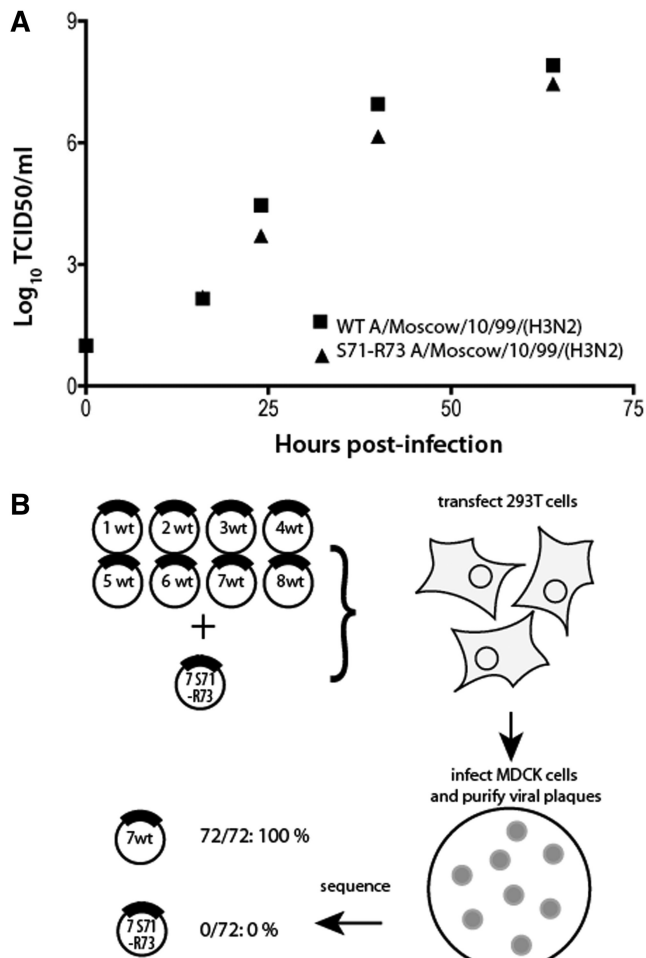 A
9
6
3
0
Log10 TCID50/ml
WT A/Moscow/10/99/(H3N2)
S71-R73 A/Moscow/10/99/(H3N2)
0 25 50 75
Hours post-infection
B
1 wt 2 wt 3wt 4wt
5 wt 6 wt 7wt 8wt
+
7 S71
-R73
transfect 293T cells
infect MDCK cells
and purify viral plaques
sequence
7wt 72/72: 100 %
7 S71
-R73
0/72: 0 %